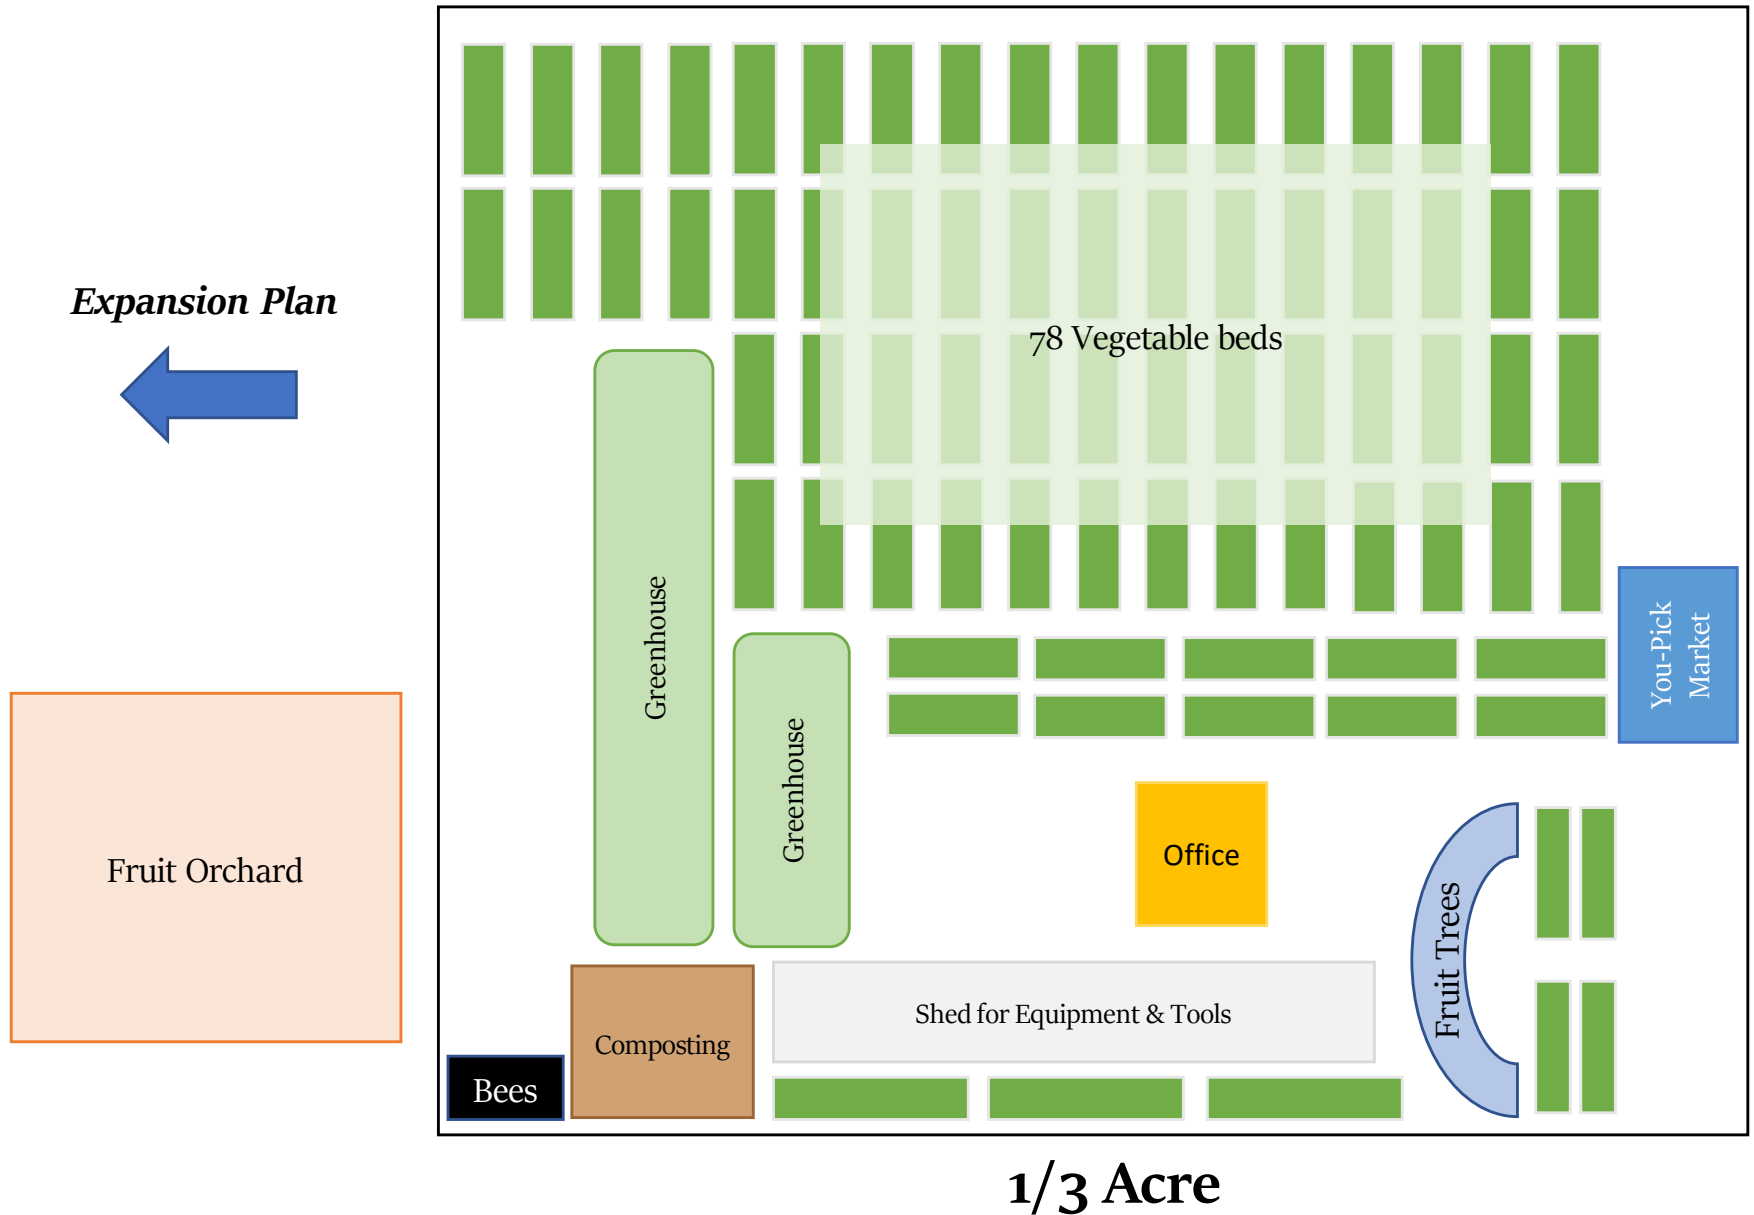 Expansion Plan
78 Vegetable beds
Greenhouse
Greenhouse
You-Pick
Market
Fruit Orchard
Office
Fruit Trees
Shed for Equipment & Tools
Composting
Bees
1/3 Acre